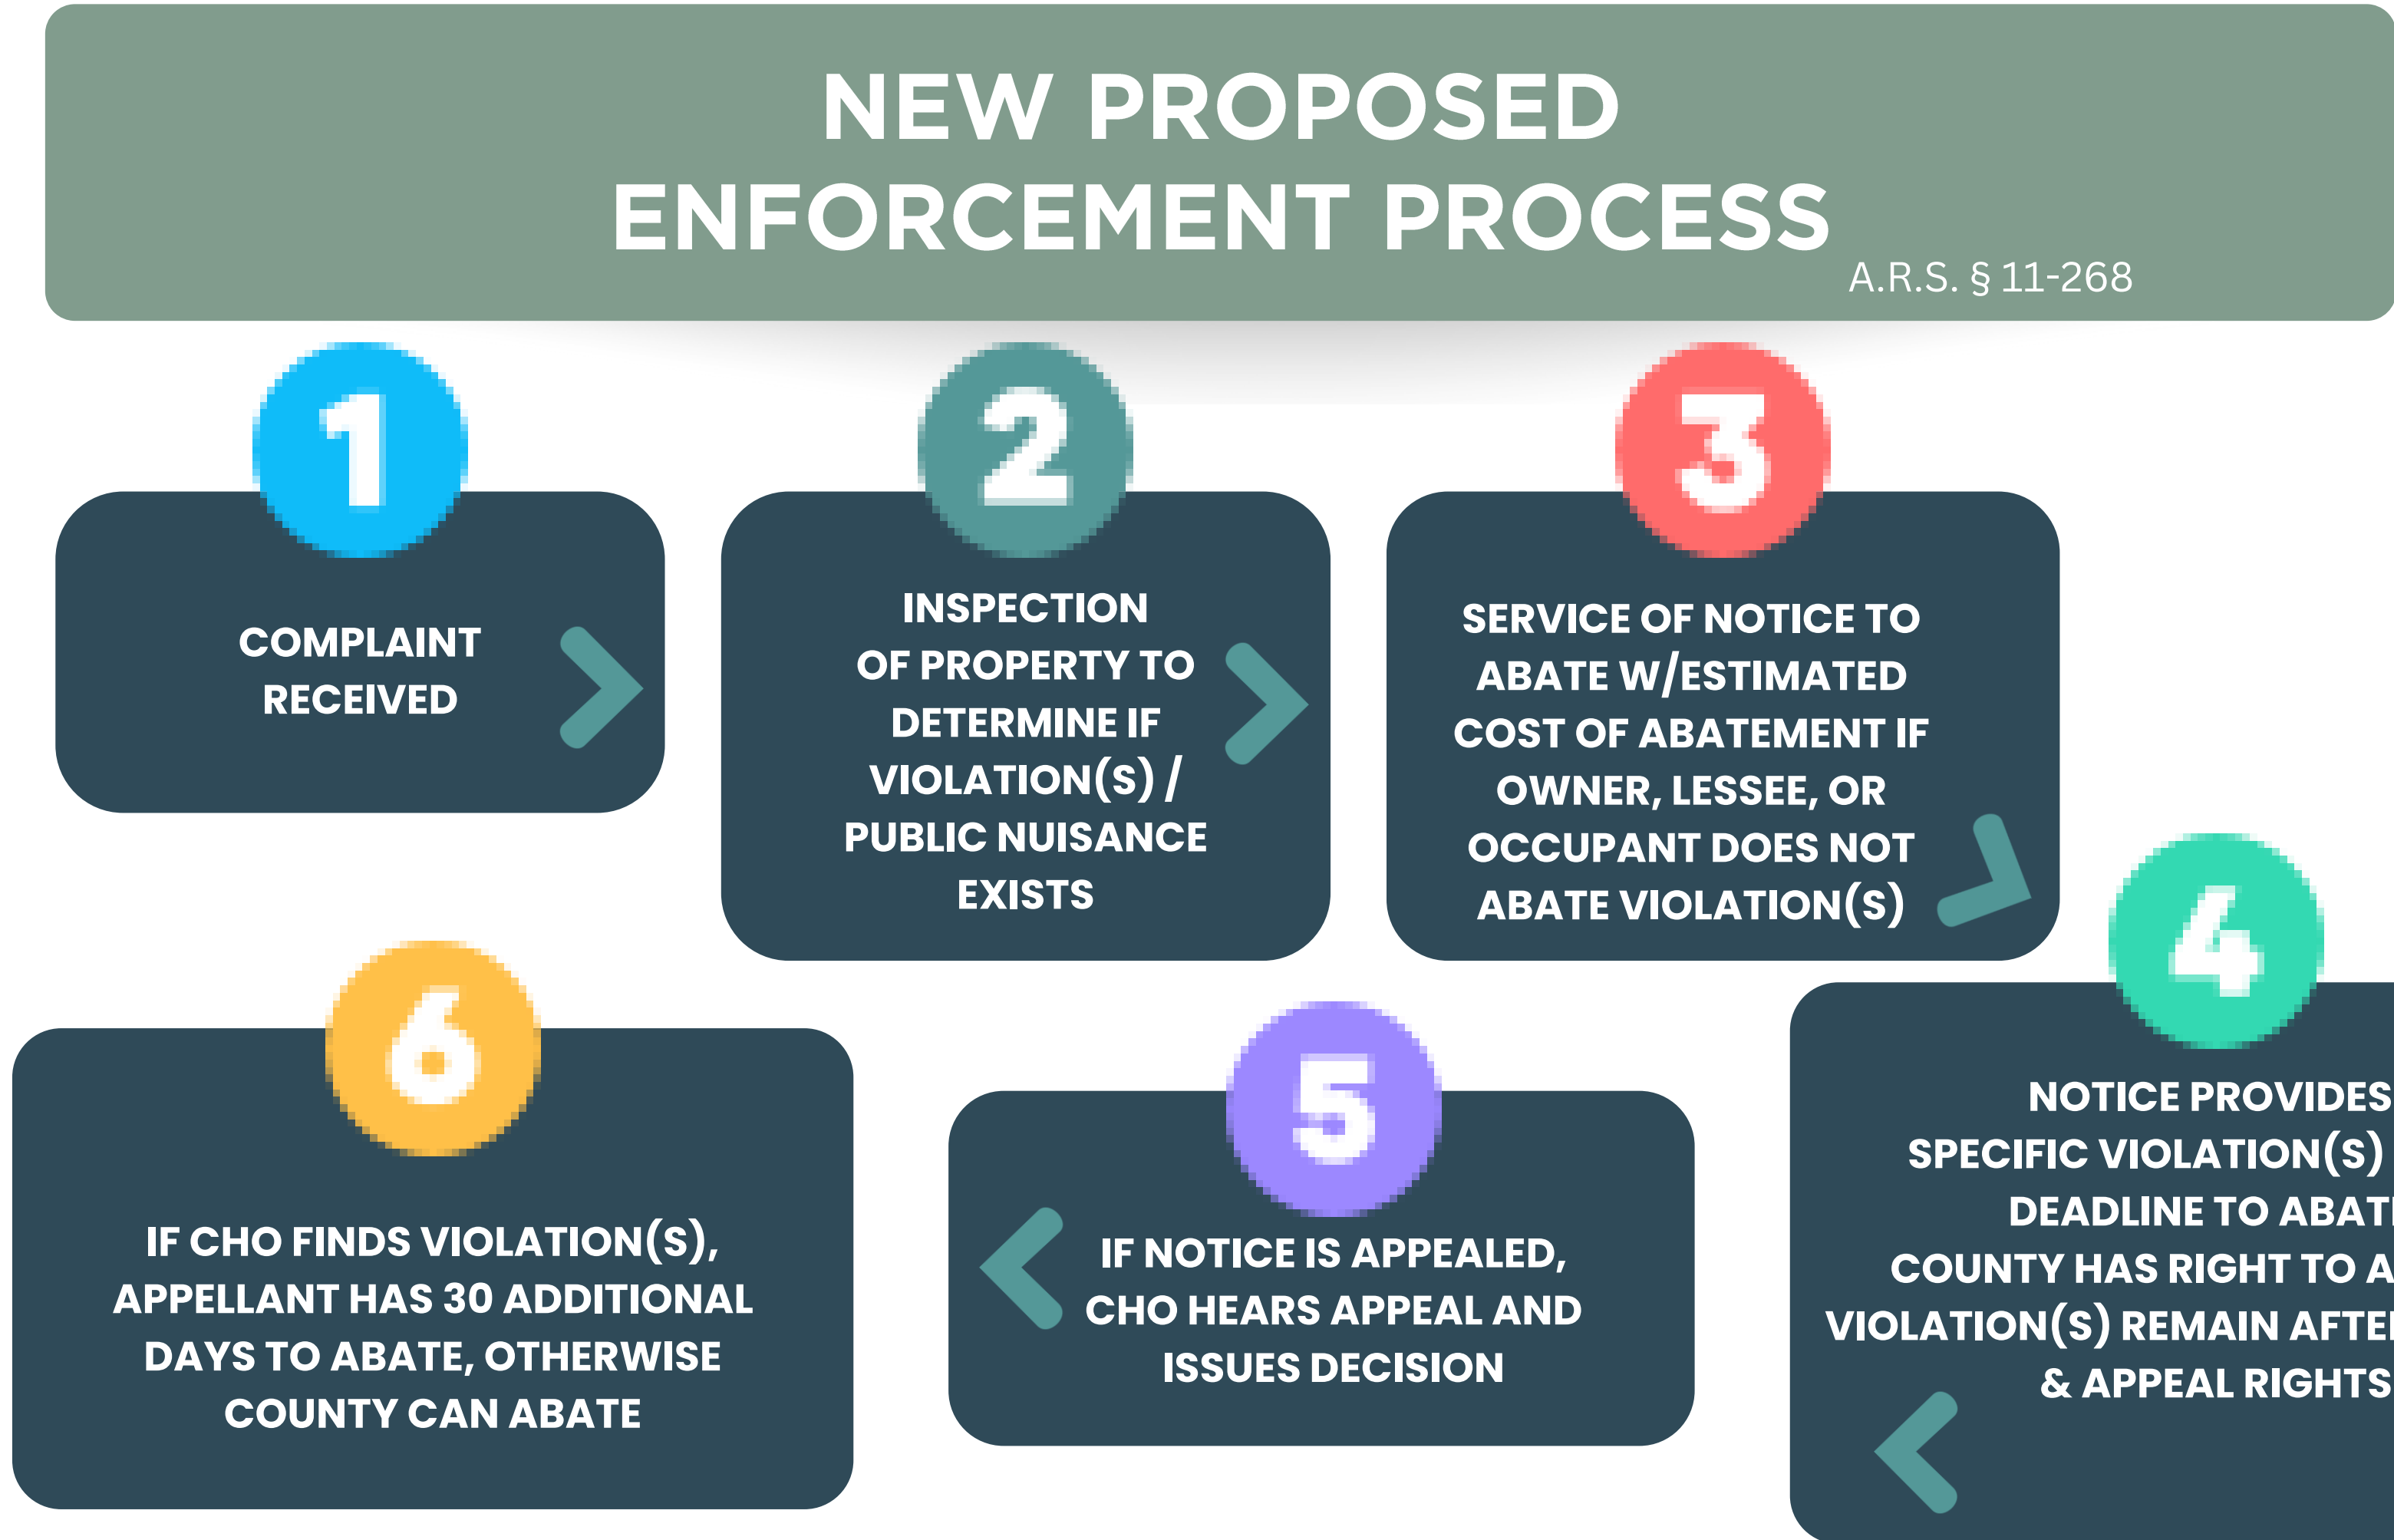 NEW PROPOSED
ENFORCEMENT PROCESS
A.R.S. § 11-268
1
COMPLAINT
RECEIVED
2
INSPECTION
OF PROPERTY TO
DETERMINE IF
VIOLATION(S) /
PUBLIC NUISANCE
EXISTS
3
SERVICE OF NOTICE TO
ABATE W/ESTIMATED
COST OF ABATEMENT IF
OWNER, LESSEE, OR
OCCUPANT DOES NOT
ABATE VIOLATION(S)
4
NOTICE PROVIDES
SPECIFIC VIOLATION(S)
DEADLINE TO
COUNTY HAS RIGHT TO
VIOLATION(S) REMAIN
& APPEAL RIGHTS
5
IF NOTICE IS APPEALED,
CHO HEARS APPEAL AND
ISSUES DECISION
6
IF CHO FINDS VIOLATION(S),
APPELLANT HAS 30 ADDITIONAL
DAYS TO ABATE, OTHERWISE
COUNTY CAN ABATE